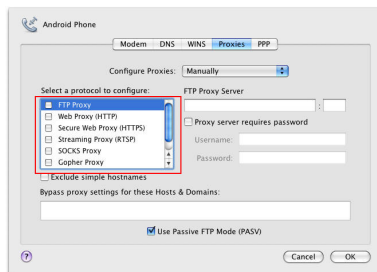 Android Phone
Modem DNS WINS Proxies PPP
Configure Proxies: Manually
Select a protocol to configure: FTP Proxy Server
FTP Proxy :
Web Proxy (HTTP) Proxy server requires password
Secure Web Proxy (HTTPS) Username:
Streaming Proxy (RTSP)
SOCKS Proxy Password:
Gopher Proxy
Exclude simple hostnames
Bypass proxy settings for these Hosts & Domains:
Use Passive FTP Mode (PASV)
? Cancel OK